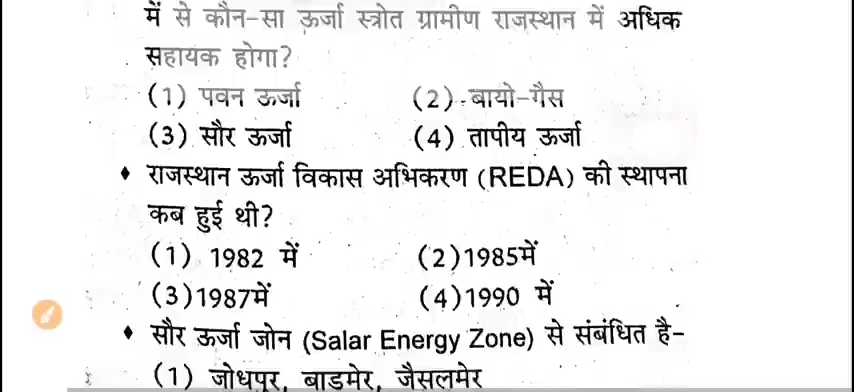 में से कौन-सा ऊर्जा स्त्रोत ग्रामीण राजस्थान में अधिक
सहायक होगा?
(1) पवन ऊर्जा (2) बायो-गैस
(3) सौर ऊर्जा (4) तापीय ऊर्जा
♦ राजस्थान ऊर्जा विकास अभिकरण (REDA) की स्थापना
कब हुई थी?
(1) 1982 में (2)1985में
(3)1987में (4)1990 में
♦ सौर ऊर्जा जोन (Salar Energy Zone) से संबंधित है-
(1) जोधपुर, बाडमेर, जैसलमेर